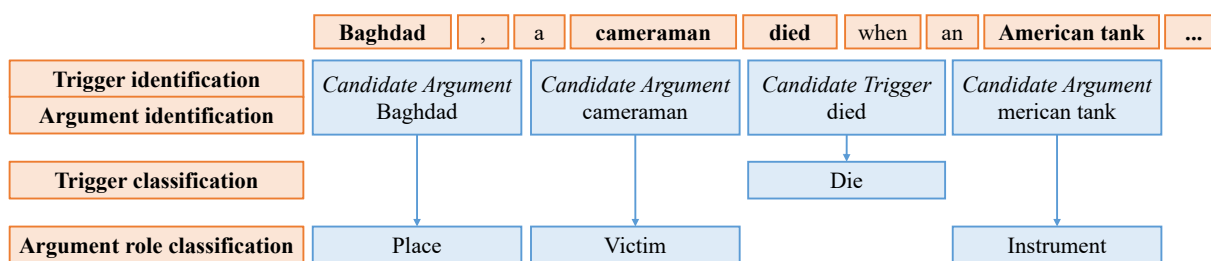 Baghdad , a cameraman died when an American tank ...
Trigger identification
Argument identification
Candidate Argument
Baghdad
Candidate Argument
cameraman
Candidate Trigger
died
Candidate Argument
merican tank
Trigger classification
Die
Argument role classification
Place
Victim
Instrument